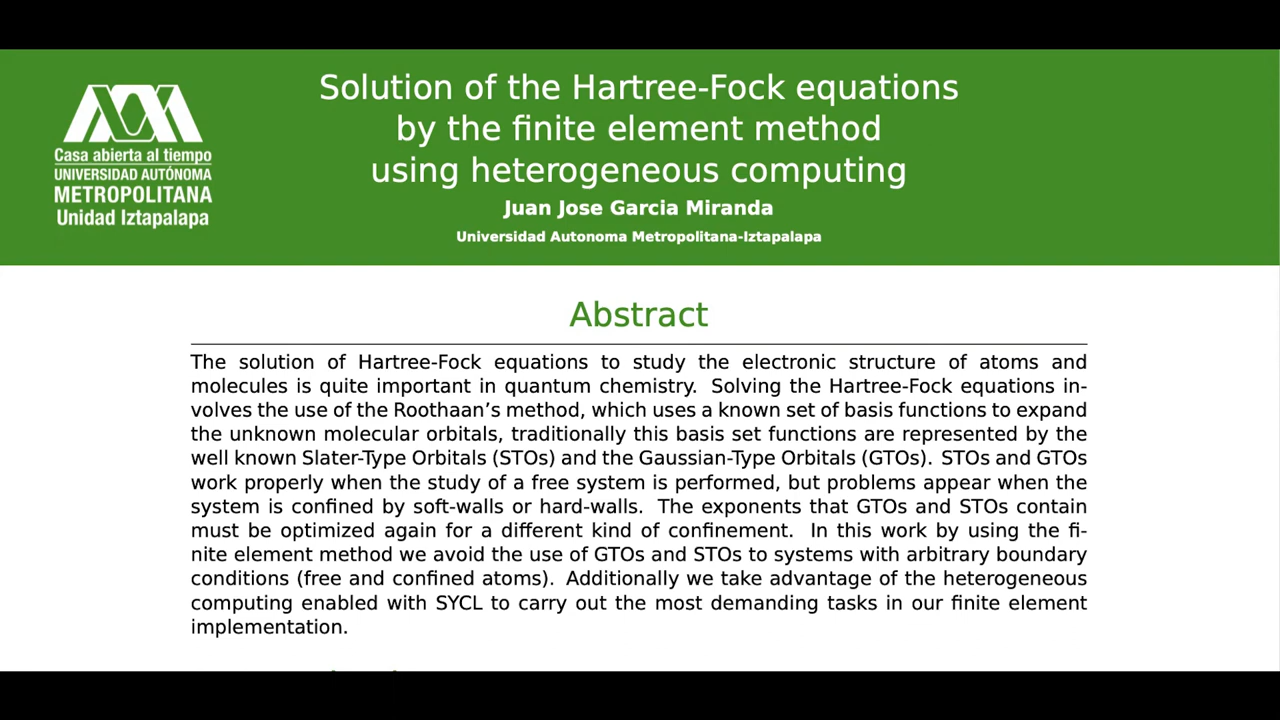 Casa abierta al tiempo
UNIVERSIDAD AUTÓNOMA
METROPOLITANA
Unidad Iztapalapa
Solution of the Hartree-Fock equations
by the finite element method
using heterogeneous computing
Juan Jose Garcia Miranda
Universidad Autonoma Metropolitana-Iztapalapa
Abstract
The solution of Hartree-Fock equations to study the electronic structure of atoms and
molecules is quite important in quantum chemistry. Solving the Hartree-Fock equations in-
volves the use of the Roothaan's method, which uses a known set of basis functions to expand
the unknown molecular orbitals, traditionally this basis set functions are represented by the
well known Slater-Type Orbitals (STOs) and the Gaussian-Type Orbitals (GTOs). STOs and GTOs
work properly when the study of a free system is performed, but problems appear when the
system is confined by soft-walls or hard-walls. The exponents that GTOs and STOs contain
must be optimized again for a different kind of confinement. In this work by using the fi-
nite element method we avoid the use of GTOs and STOs to systems with arbitrary boundary
conditions (free and confined atoms). Additionally we take advantage of the heterogeneous
computing enabled with SYCL to carry out the most demanding tasks in our finite element
implementation.